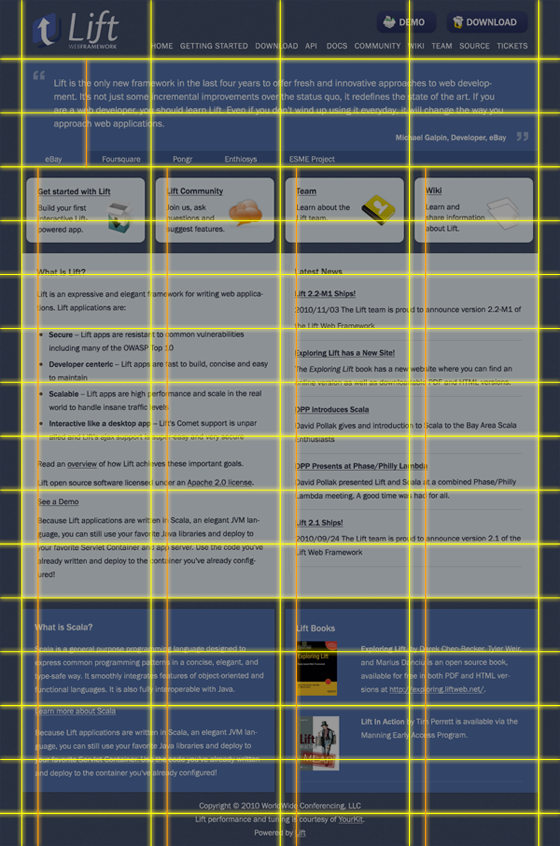 Lift
WEB FRAMEWORK
DEMO
DOWNLOAD
HOME GETTING STARTED DOWNLOAD API DOCS COMMUNITY WIKI TEAM SOURCE TICKETS
“ Lift is the only new framework in the last four years to offer fresh and innovative approaches to web develop-
ment. It's not just some incremental improvements over the status quo, it redefines the state of the art. If you
are a web developer, you should learn Lift. Even if you don't wind up using it everyday, it will change the way you
approach web applications.
Michael Galpin, Developer, eBay ”
eBay Foursquare Pongr Enthiosys ESME Project
Get started with Lift
Build your first
interactive Lift-
powered app.
Lift Community
Join us, ask
questions and
suggest features.
Team
Learn about the
Lift team.
Wiki
Learn and
share information
about Lift.
What is Lift?
Lift is an expressive and elegant framework for writing web applica-
tions. Lift applications are:
• Secure – Lift apps are resistant to common vulnerabilities
including many of the OWASP Top 10
• Developer centric – Lift apps are fast to build, concise and easy
to maintain
• Scalable – Lift apps are high performance and scale in the real
world to handle insane traffic levels
• Interactive like a desktop app – Lift's Comet support is unpar
alled and Lift's ajax support is super-easy and very secure
Read an overview of how Lift achieves these important goals.
Lift open source software licensed under an Apache 2.0 license.
See a Demo
Because Lift applications are written in Scala, an elegant JVM lan-
guage, you can still use your favorite Java libraries and deploy to
your favorite Servlet Container and app server. Use the code you've
already written and deploy to the container you've already config-
ured!
Latest News
Lift 2.2-M1 Ships!
2010/11/03 The Lift team is proud to announce version 2.2-M1 of
the Lift Web Framework
Exploring Lift has a New Site!
The Exploring Lift book has a new website where you can find an
online version as well as downloadable PDF and HTML versions.
DPP Introduces Scala
David Pollak gives and introduction to Scala to the Bay Area Scala
Enthusiasts
DPP Presents at Phase/Philly Lambda
David Pollak presented Lift and Scala at a combined Phase/Philly
Lambda meeting. A good time was had for all.
Lift 2.1 Ships!
2010/09/24 The Lift team is proud to announce version 2.1 of the
Lift Web Framework
What is Scala?
Scala is a general purpose programming language designed to
express common programming patterns in a concise, elegant, and
type-safe way. It smoothly integrates features of object-oriented and
functional languages. It is also fully interoperable with Java.
Learn more about Scala
Because Lift applications are written in Scala, an elegant JVM lan-
guage, you can still use your favorite Java libraries and deploy to
your favorite Servlet Container. Use the code you've already written
and deploy to the container you've already configured!
Lift Books
Exploring Lift
Exploring Lift, by Derek Chen-Becker, Tyler Weir,
and Marius Danciu is an open source book,
available for free in both PDF and HTML ver-
sions at http://exploring.liftweb.net/.
Lift In Action by Tim Perrett is available via the
Manning Early Access Program.
Copyright © 2010 WorldWide Conferencing, LLC
Lift performance and tuning is courtesy of YourKit.
Powered by Lift